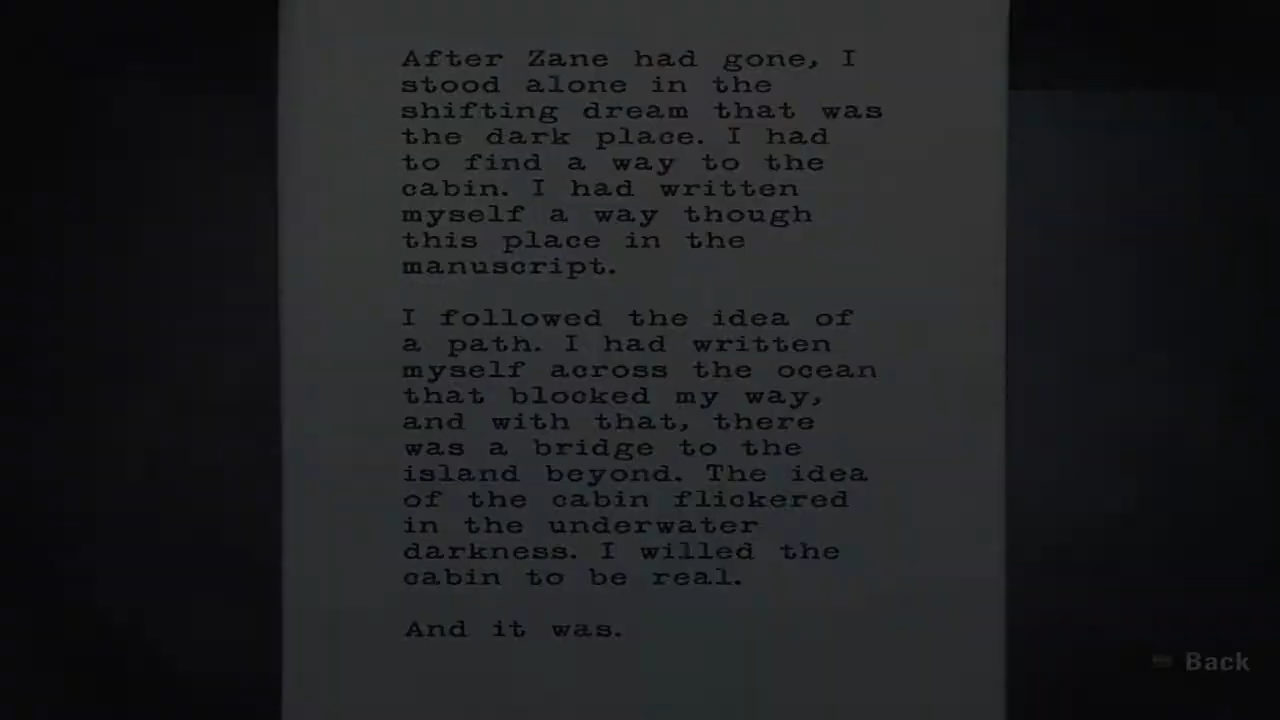 After Zane had gone, I
stood alone in the
shifting dream that was
the dark place. I had
to find a way to the
cabin. I had written
myself a way though
this place in the
manuscript.
I followed the idea of
a path. I had written
myself across the ocean
that blocked my way,
and with that, there
was a bridge to the
island beyond. The idea
of the cabin flickered
in the underwater
darkness. I willed the
cabin to be real.
And it was.
Back